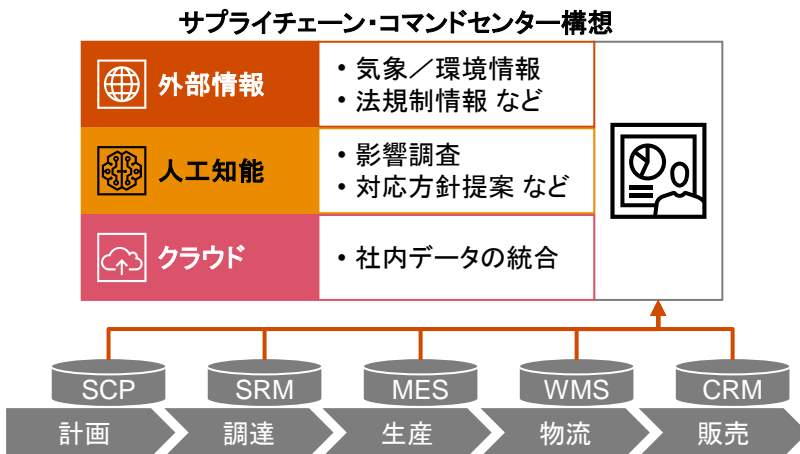 サプライチェーン・コマンドセンター構想
外部情報
・気象／環境情報
・法規制情報 など
人工知能
・影響調査
・対応方針提案 など
クラウド
・社内データの統合
SCP
SRM
MES
WMS
CRM
計画
調達
生産
物流
販売